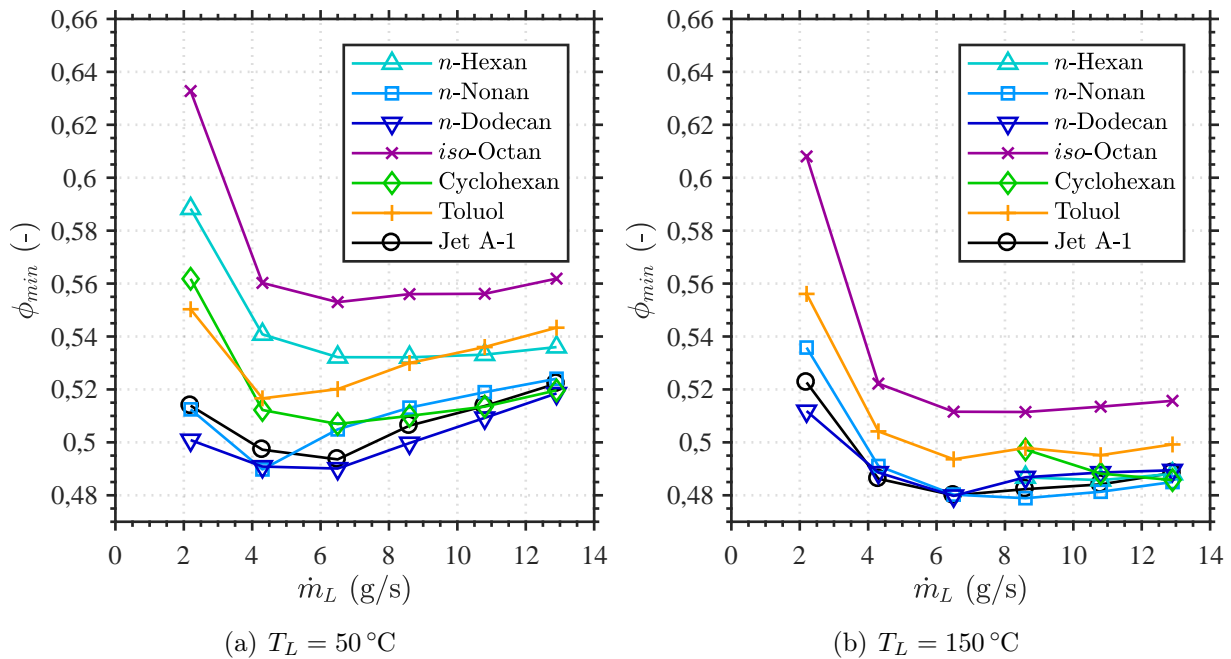 0,66
0,64
0,62
0,6
0,58
0,56
0,54
0,52
0,5
0,48
ϕ_min (-)
n-Hexan
n-Nonan
n-Dodecan
iso-Octan
Cyclohexan
Toluol
Jet A-1
0 2 4 6 8 10 12 14
ṁ_L (g/s)
(a) T_L = 50 °C
0,66
0,64
0,62
0,6
0,58
0,56
0,54
0,52
0,5
0,48
ϕ_min (-)
n-Hexan
n-Nonan
n-Dodecan
iso-Octan
Cyclohexan
Toluol
Jet A-1
0 2 4 6 8 10 12 14
ṁ_L (g/s)
(b) T_L = 150 °C